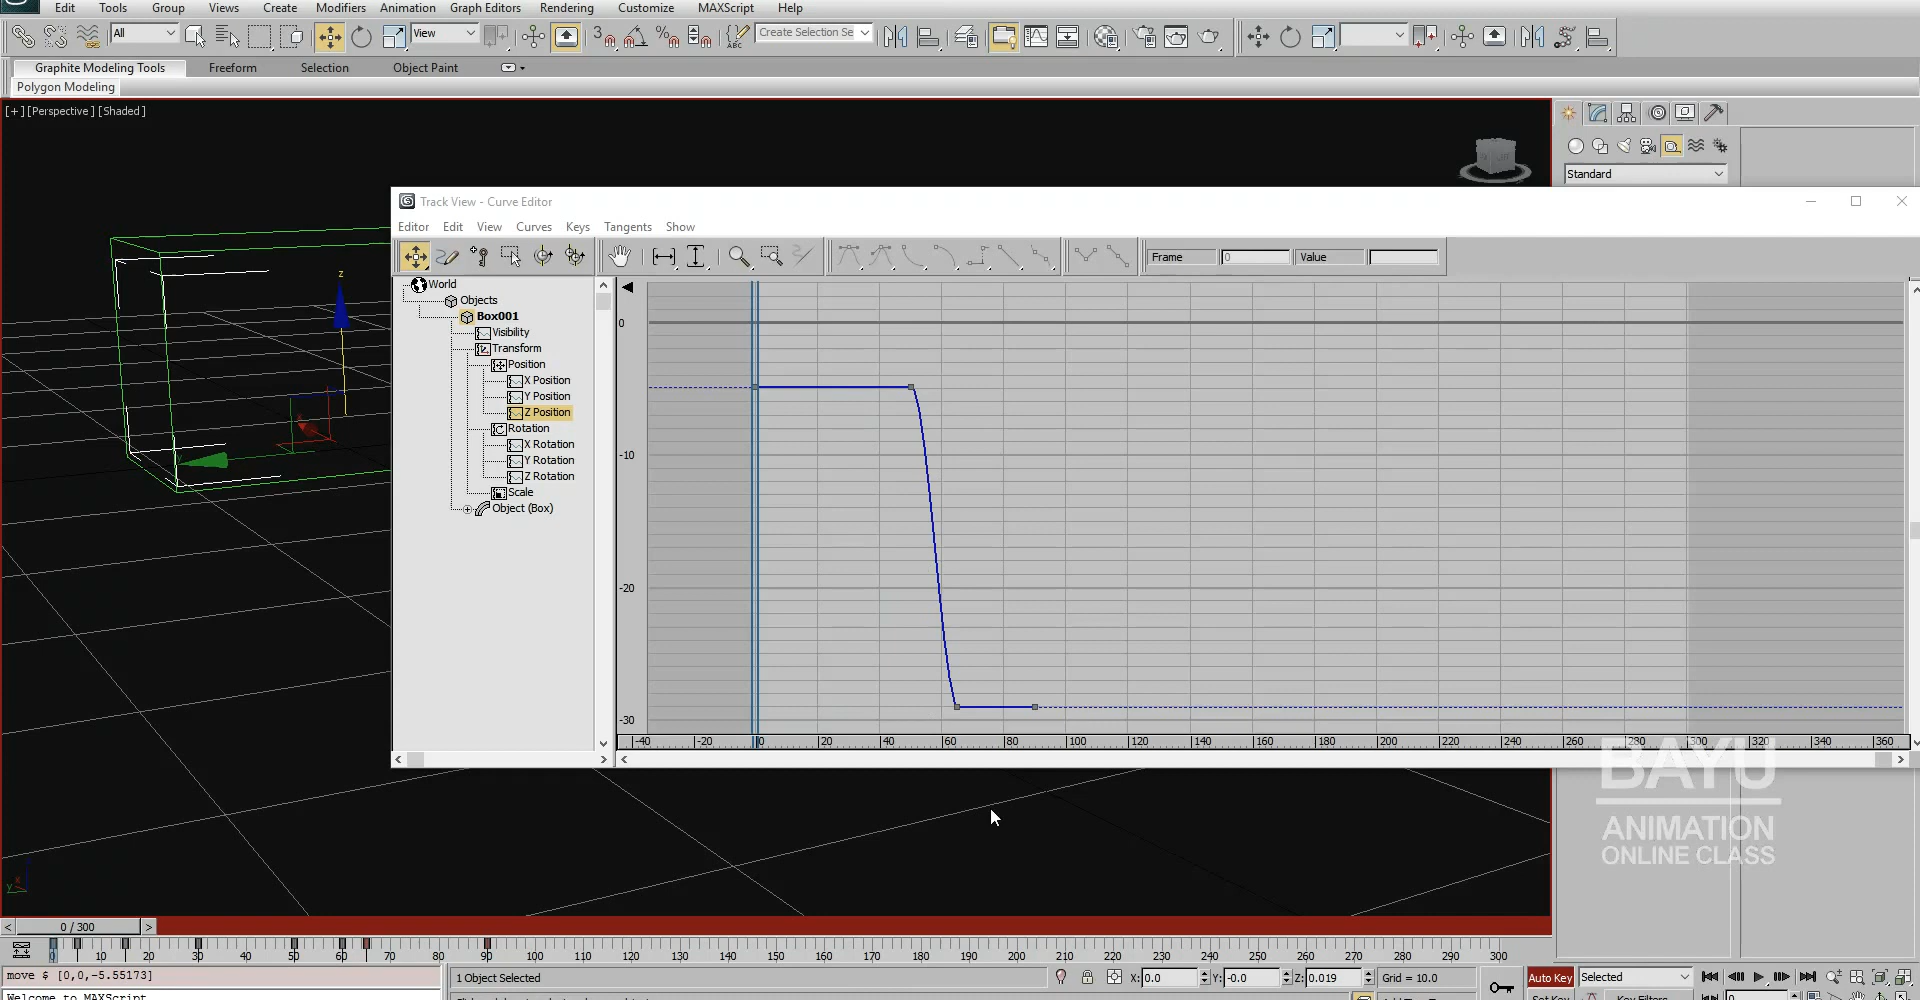 Edit Tools Group Views Create Modifiers Animation Graph Editors Rendering Customize MAXScript Help
All View 3 Create Selection Se
Graphite Modeling Tools Freeform Selection Object Paint
Polygon Modeling
[+][Perspective][Shaded]
Standard
Track View - Curve Editor
Editor Edit View Curves Keys Tangents Show
Frame 0 Value
World
Objects
Box001
Visibility
Transform
Position
X Position
Y Position
Z Position
Rotation
X Rotation
Y Rotation
Z Rotation
Scale
Object (Box)
0
-10
-20
-30
-40 -20 0 20 40 60 80 100 120 140 160 180 200 220 240 260 280 300 320 340 360
z
BAYU
ANIMATION
ONLINE CLASS
< 0 / 300 >
0 10 20 30 40 50 60 70 80 90 100 110 120 130 140 150 160 170 180 190 200 210 220 230 240 250 260 270 280 290 300
move $ [0,0,-5.55173] 1 Object Selected X: 0.0 Y: -0.0 Z: 0.019 Grid = 10.0 Auto Key Selected
Welcome to MAXScript. Set Key Key Filters... 0